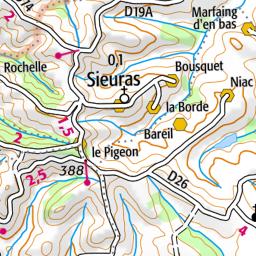 D19A
Marfaing
d'en bas
0,1
Bousquet
Rochelle
Sieuras
Niac
la Borde
1.5
Bareil
2
le Pigeon
2,5
388
D26
4